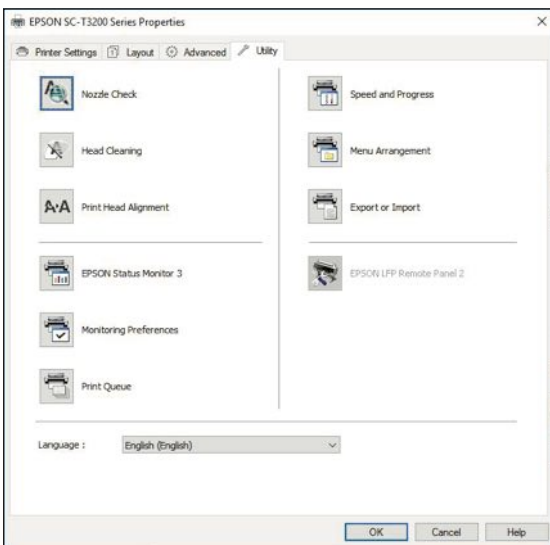 EPSON SC-T3200 Series Properties
Printer Settings
Layout
Advanced
Utility
Nozzle Check
Head Cleaning
A·A Print Head Alignment
EPSON Status Monitor 3
Monitoring Preferences
Print Queue
Speed and Progress
Menu Arrangement
Export or Import
EPSON LFP Remote Panel 2
Language :
English (English)
OK
Cancel
Help